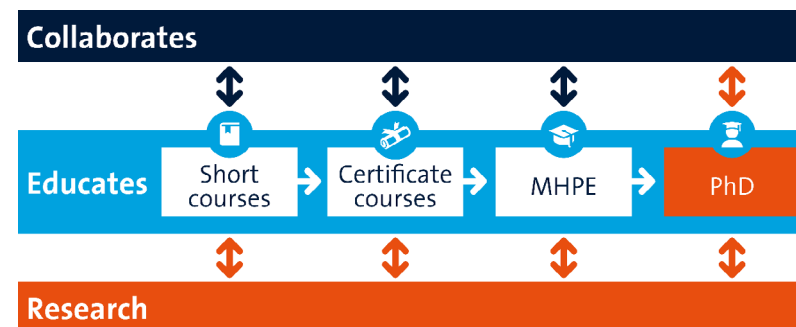 Collaborates
Educates
Short
courses
Certificate
courses
MHPE
PhD
Research